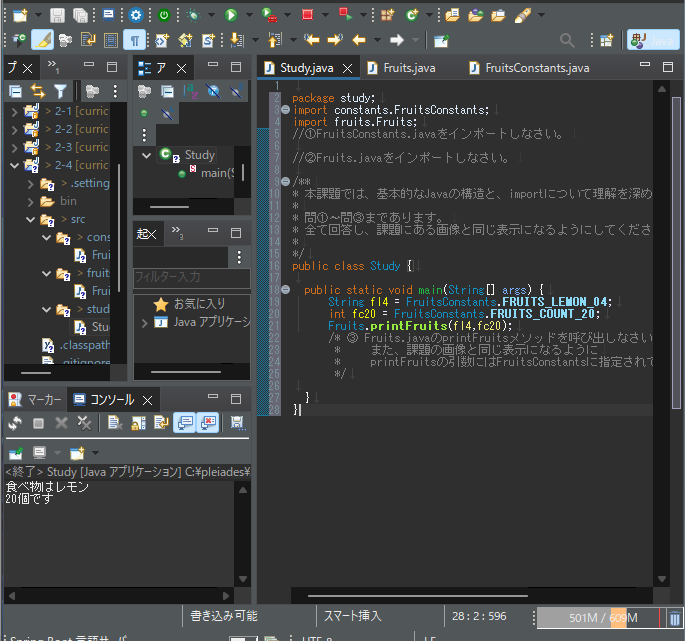 プ
ア
Study.java
Fruits.java
FruitsConstants.java
> 2-1 [curric
> 2-2 [curric
> 2-3 [curric
2-4 [curric
> .setting
bin
> src
> cons
Frui
> fruits
Frui
> stud
Stu
.classpath
.gitignore
Study
main(S
起
フィルター入力
お気に入り
Java アプリケーシ
1
2 package study;
3 import constants.FruitsConstants;
4 import fruits.Fruits;
5 //①FruitsConstants.javaをインポートしなさい。
6
7 //②Fruits.javaをインポートしなさい。
8
9 /**
10 * 本課題では、基本的なJavaの構造と、importについて理解を深め
11 *
12 * 問①～問③まであります。
13 * 全て回答し、課題にある画像と同じ表示になるようにしてくださ
14 *
15 */
16 public class Study {
17
18 public static void main(String[] args) {
19 String fl4 = FruitsConstants.FRUITS_LEMON_04;
20 int fc20 = FruitsConstants.FRUITS_COUNT_20;
21 Fruits.printFruits(fl4,fc20);
22 /* ③ Fruits.javaのprintFruitsメソッドを呼び出しなさい
23 * また、課題の画像と同じ表示になるように
24 * printFruitsの引数にはFruitsConstantsに指定されて
25 */
26
27 }
28 }
マーカー
コンソール
<終了> Study [Java アプリケーション] C:¥pleiades¥
食べ物はレモン
20個です
書き込み可能
スマート挿入
28:2:596
501M / 609M
Spring Boot 言語サーバ
UTF-8
LF